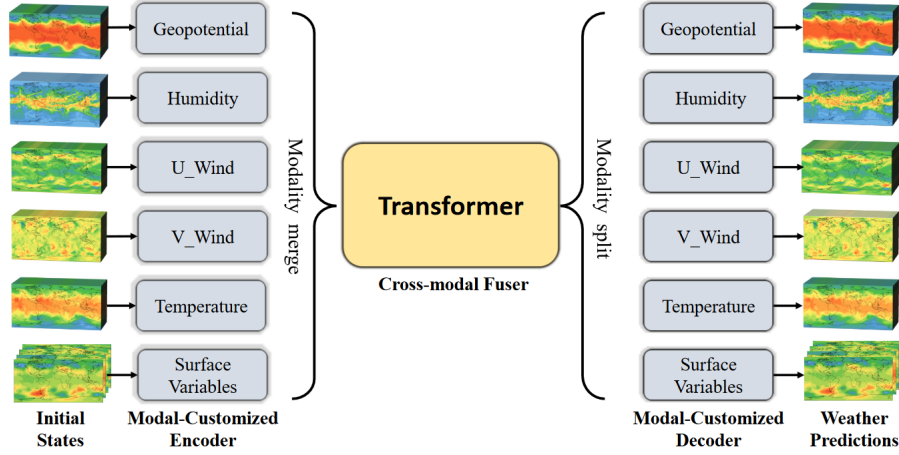 Geopotential
Humidity
U_Wind
V_Wind
Temperature
Surface
Variables
Initial
States
Modal-Customized
Encoder
Modality merge
Transformer
Cross-modal Fuser
Modality split
Geopotential
Humidity
U_Wind
V_Wind
Temperature
Surface
Variables
Modal-Customized
Decoder
Weather
Predictions